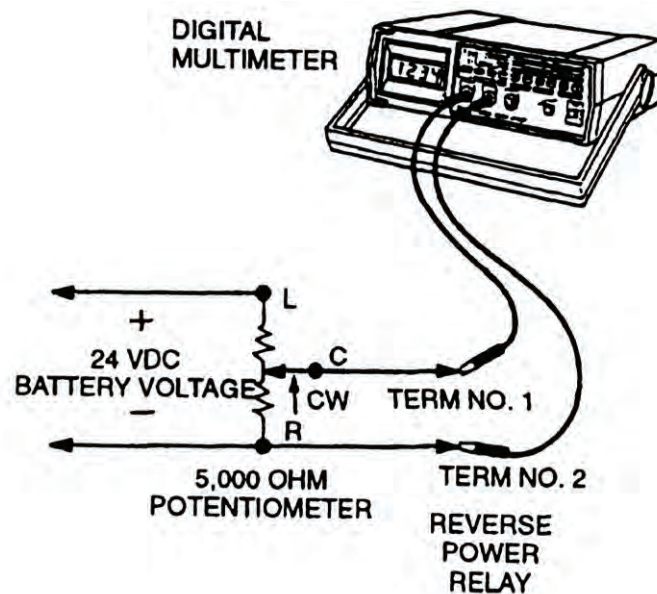 DIGITAL
MULTIMETER
1234
L
+
24 VDC
BATTERY VOLTAGE
−
C
CW
TERM NO. 1
R
5,000 OHM
POTENTIOMETER
TERM NO. 2
REVERSE
POWER
RELAY